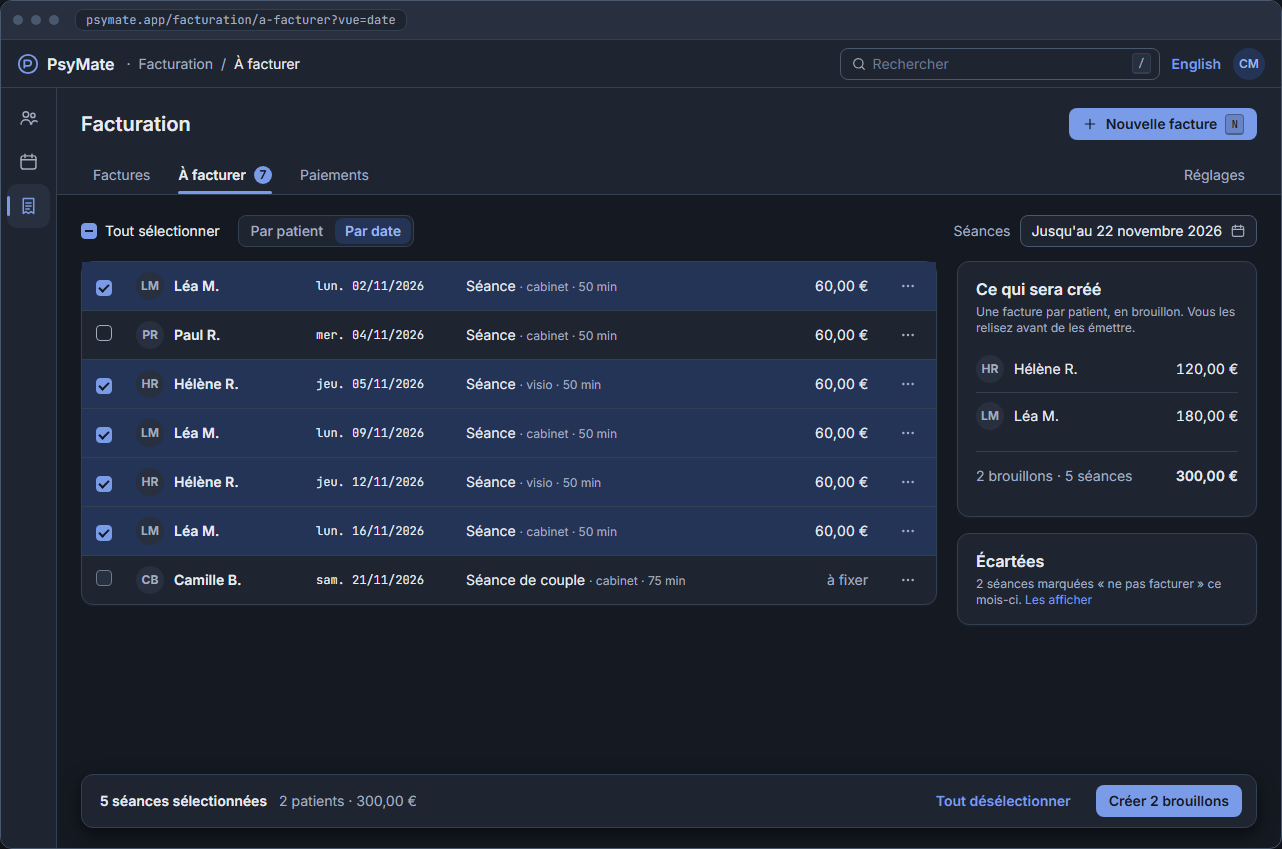 psymate.app/facturation/a-facturer?vue=date
PsyMate · Facturation / À facturer
Rechercher /
English
CM
Facturation
+ Nouvelle facture N
Factures
À facturer 7
Paiements
Réglages
Tout sélectionner
Par patient
Par date
Séances
Jusqu'au 22 novembre 2026
LM Léa M. lun. 02/11/2026 Séance · cabinet · 50 min 60,00 € ···
PR Paul R. mer. 04/11/2026 Séance · cabinet · 50 min 60,00 € ···
HR Hélène R. jeu. 05/11/2026 Séance · visio · 50 min 60,00 € ···
LM Léa M. lun. 09/11/2026 Séance · cabinet · 50 min 60,00 € ···
HR Hélène R. jeu. 12/11/2026 Séance · visio · 50 min 60,00 € ···
LM Léa M. lun. 16/11/2026 Séance · cabinet · 50 min 60,00 € ···
CB Camille B. sam. 21/11/2026 Séance de couple · cabinet · 75 min à fixer ···
Ce qui sera créé
Une facture par patient, en brouillon. Vous les
relisez avant de les émettre.
HR Hélène R. 120,00 €
LM Léa M. 180,00 €
2 brouillons · 5 séances 300,00 €
Écartées
2 séances marquées « ne pas facturer » ce
mois-ci. Les afficher
5 séances sélectionnées 2 patients · 300,00 €
Tout désélectionner
Créer 2 brouillons